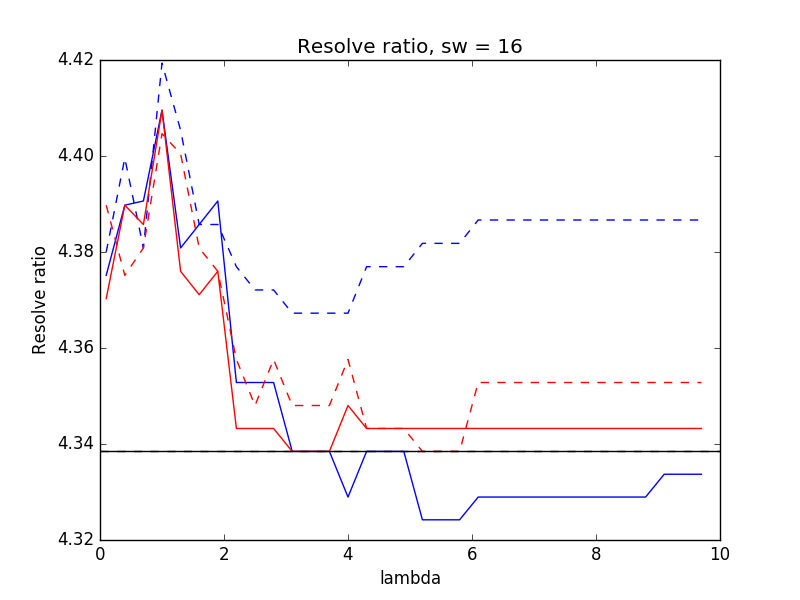 Resolve ratio, sw = 16
4.42
4.40
4.38
4.36
4.34
4.32
Resolve ratio
0 2 4 6 8 10
lambda